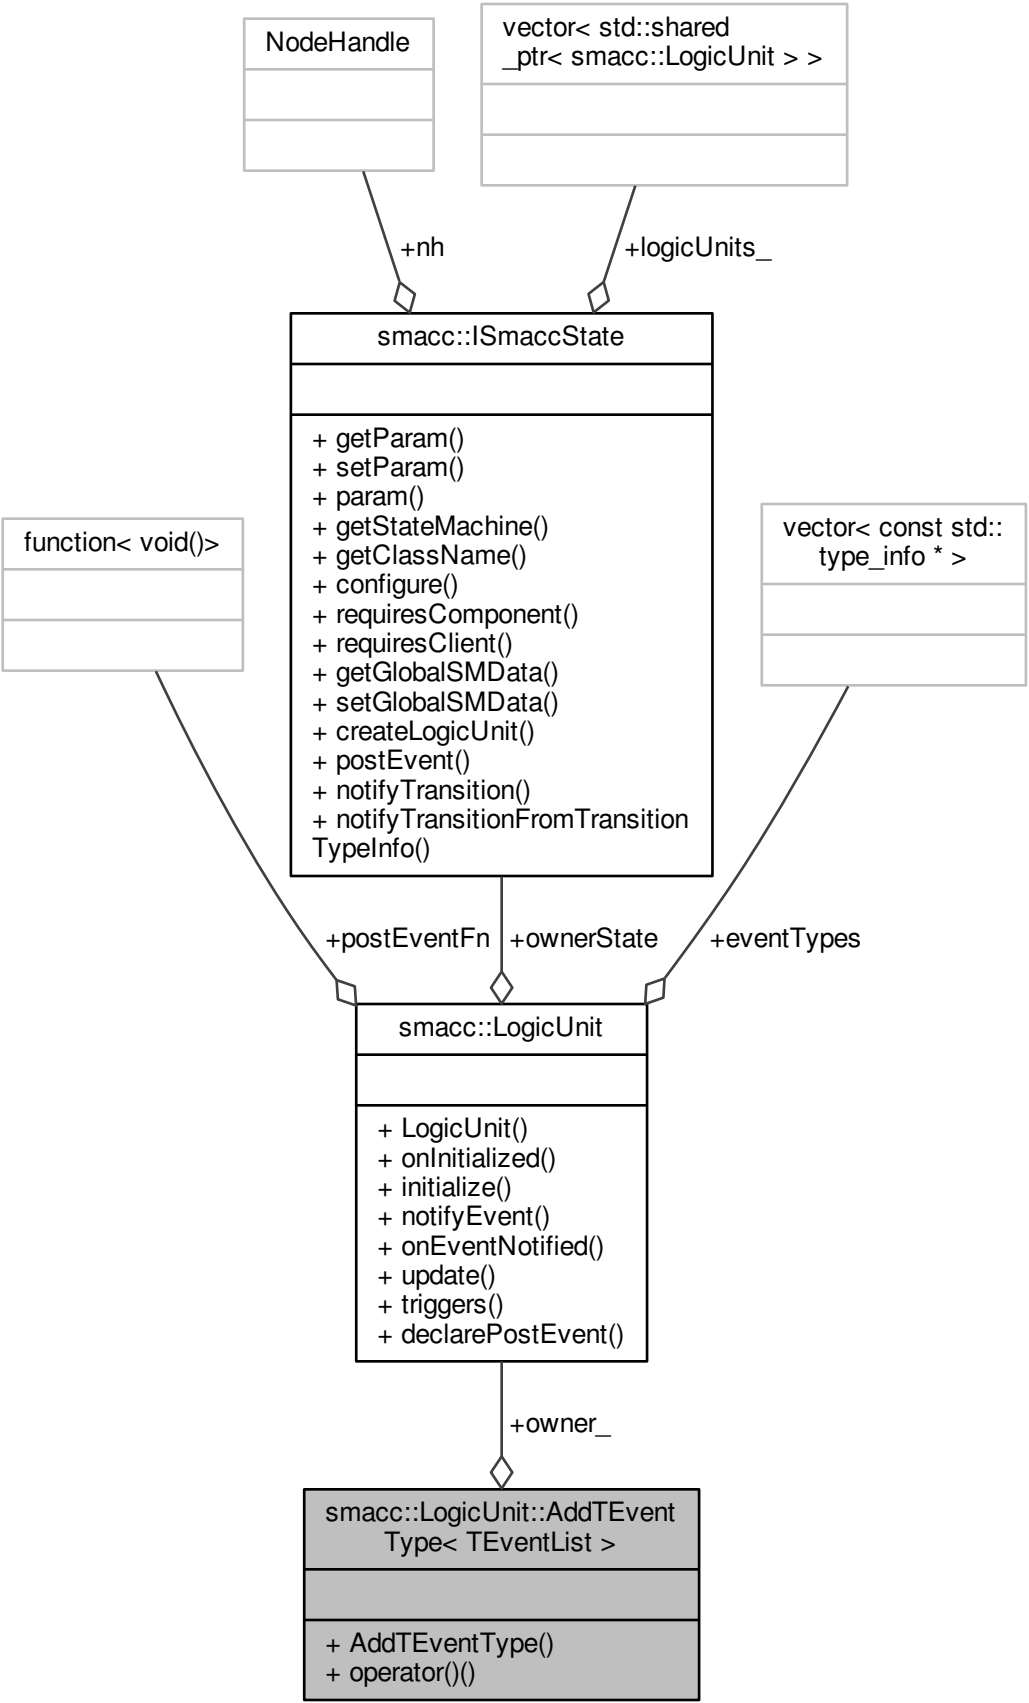 NodeHandle
vector< std::shared
_ptr< smacc::LogicUnit > >
+nh
+logicUnits_
smacc::ISmaccState
+ getParam()
+ setParam()
+ param()
+ getStateMachine()
+ getClassName()
+ configure()
+ requiresComponent()
+ requiresClient()
+ getGlobalSMData()
+ setGlobalSMData()
+ createLogicUnit()
+ postEvent()
+ notifyTransition()
+ notifyTransitionFromTransition
TypeInfo()
function< void()>
vector< const std::
type_info * >
+postEventFn
+ownerState
+eventTypes
smacc::LogicUnit
+ LogicUnit()
+ onInitialized()
+ initialize()
+ notifyEvent()
+ onEventNotified()
+ update()
+ triggers()
+ declarePostEvent()
+owner_
smacc::LogicUnit::AddTEvent
Type< TEventList >
+ AddTEventType()
+ operator()()